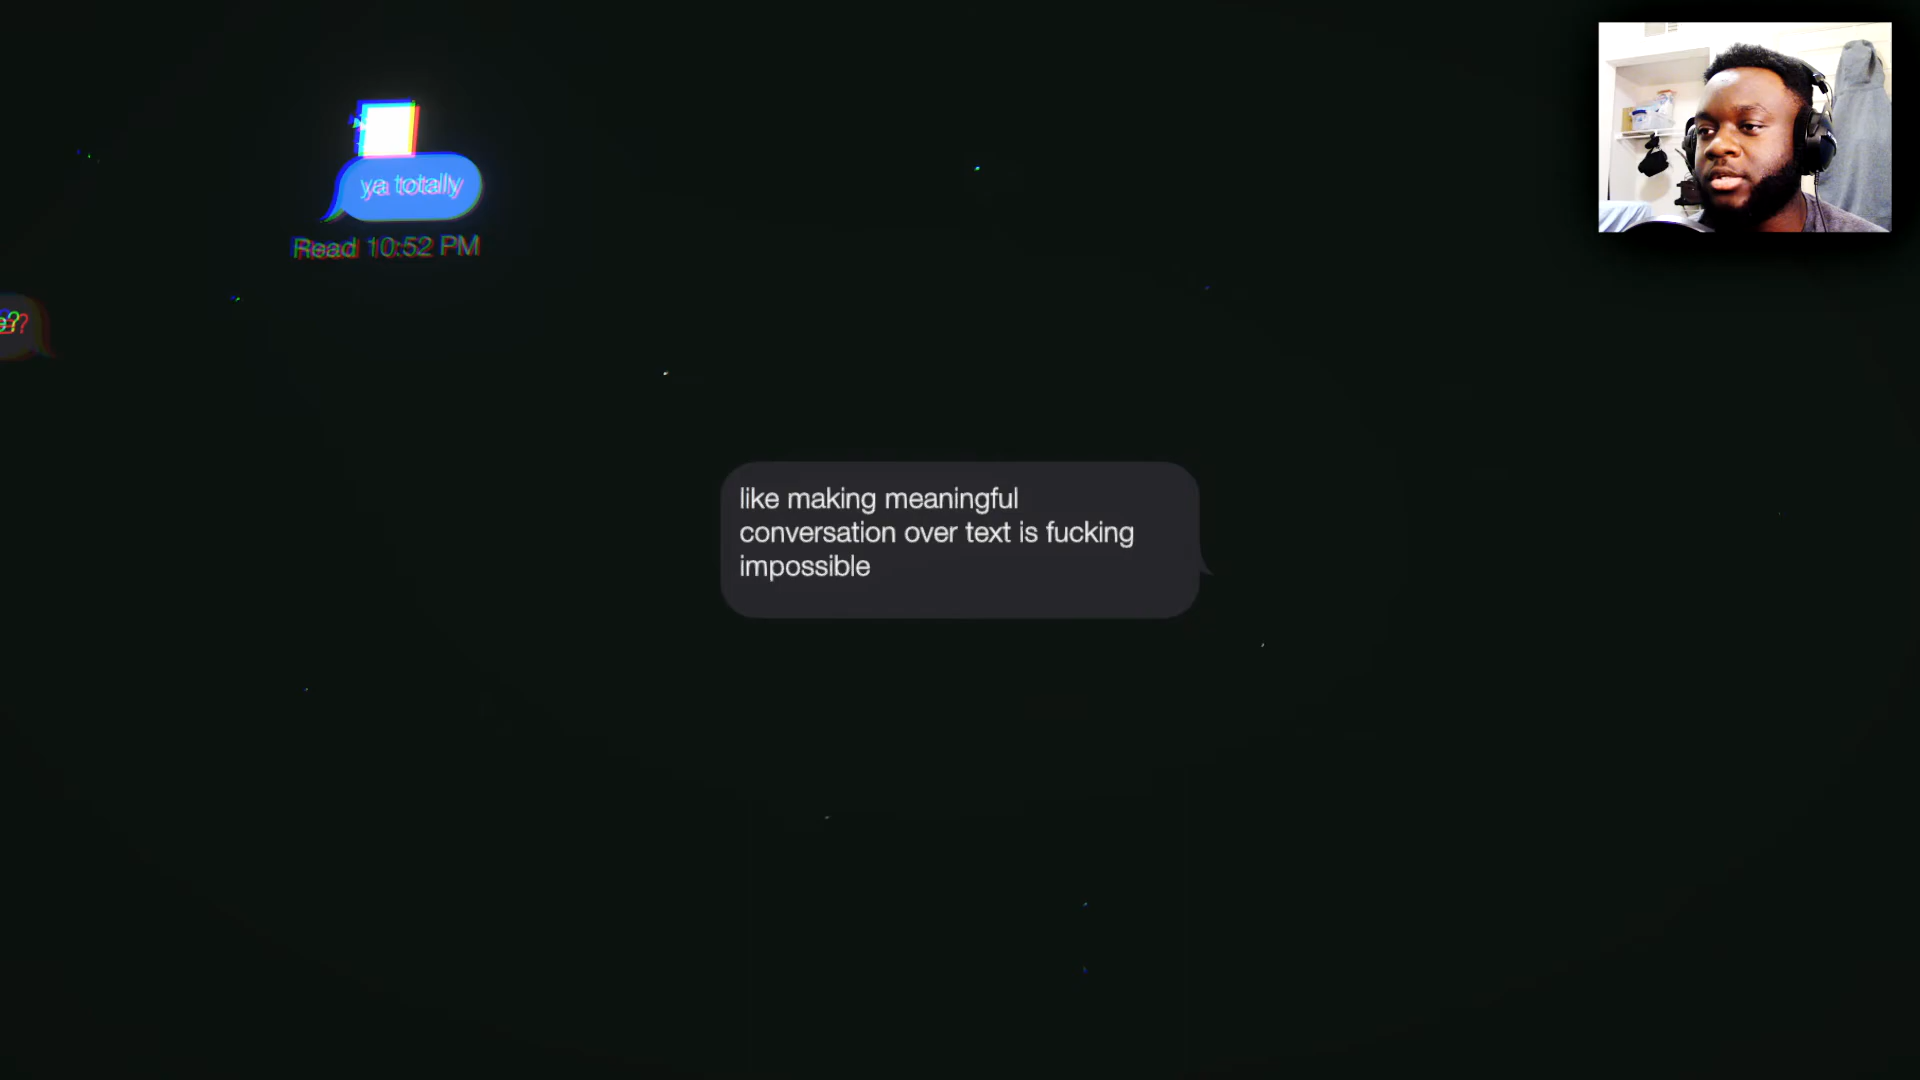 ya totally
Read 10:52 PM
e?
like making meaningful
conversation over text is fucking
impossible